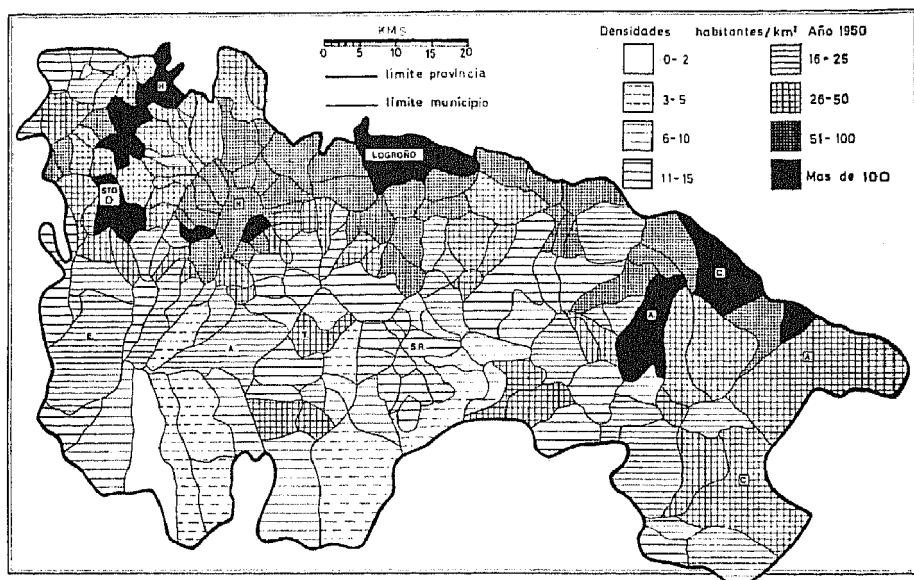 KMS
0 5 10 15 20
límite provincia
límite municipio
Densidades habitantes/km² Año 1950
0-2
3-5
6-10
11-15
16-25
26-50
51-100
Mas de 100
H
LOGROÑO
STO
D
N
C
A
A
E
A
S.R.
C